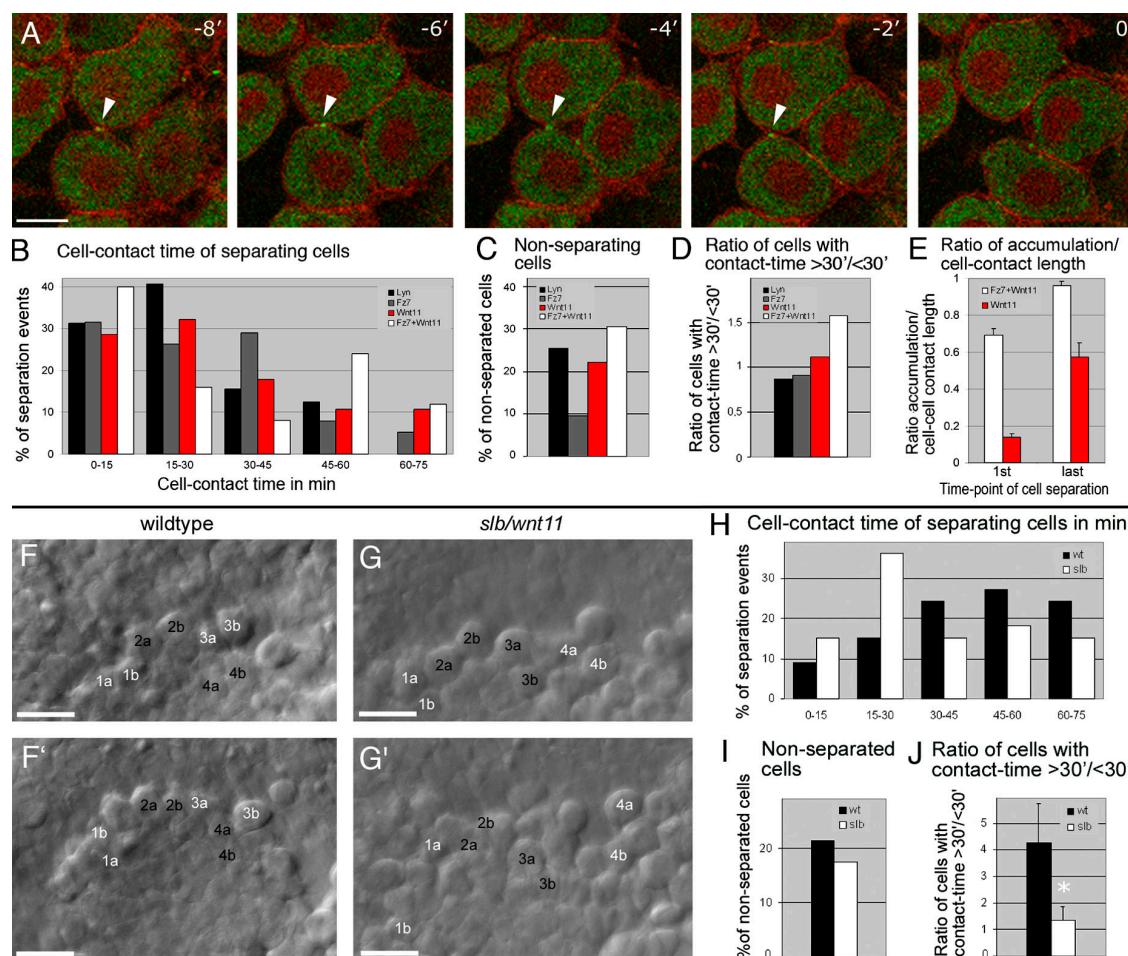 A
-8’
-6’
-4’
-2’
0
B Cell-contact time of separating cells
% of separation events
40
30
20
10
0
Lyn
Fz7
Wnt11
Fz7+Wnt11
0-15 15-30 30-45 45-60 60-75
Cell-contact time in min
C Non-separating
cells
% of non-separated cells
40
30
20
10
0
Lyn
Fz7
Wnt11
Fz7+Wnt11
D Ratio of cells with
contact-time >30’/<30’
Ratio of cells with
contact-time >30’/<30’
1.5
1
0.5
0
Lyn
Fz7
Wnt11
Fz7+Wnt11
E Ratio of accumulation/
cell-contact length
Ratio accumulation/
cell-cell contact length
1
0.8
0.6
0.4
0.2
0
Fz7+Wnt11
Wnt11
1st last
Time-point of cell separation
wildtype
slb/wnt11
F
1a
1b
2a
2b
3a
3b
4a
4b
G
1a
1b
2a
2b
3a
3b
4a
4b
H Cell-contact time of separating cells in min
% of separation events
30
20
10
0
wt
slb
0-15 15-30 30-45 45-60 60-75
F‘
1a
1b
2a
2b
3a
3b
4a
4b
G'
1a
1b
2a
2b
3a
3b
4a
4b
I Non-separated
cells
%of non-separated cells
20
10
0
wt
slb
J Ratio of cells with
contact-time >30’/<30
Ratio of cells with
contact-time >30’/<30’
5
4
3
2
1
0
wt
slb
*